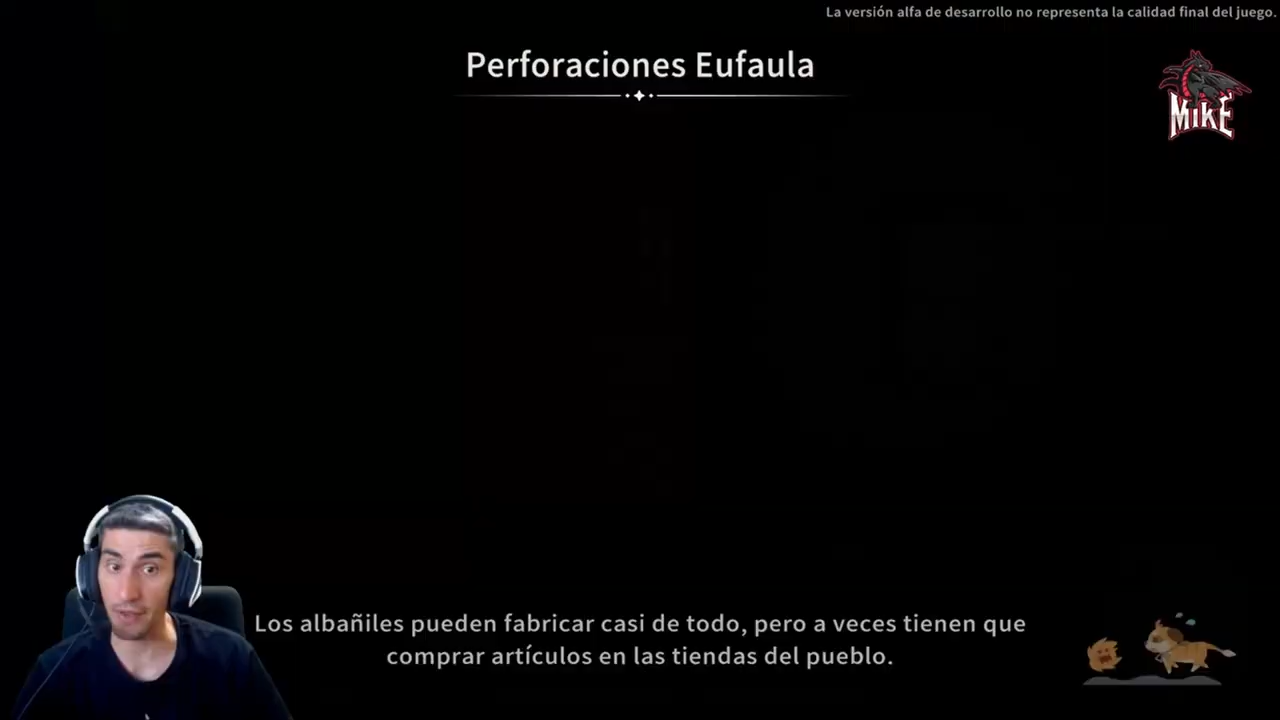 La versión alfa de desarrollo no representa la calidad final del juego.
Perforaciones Eufaula
MIKE
Los albañiles pueden fabricar casi de todo, pero a veces tienen que
comprar artículos en las tiendas del pueblo.